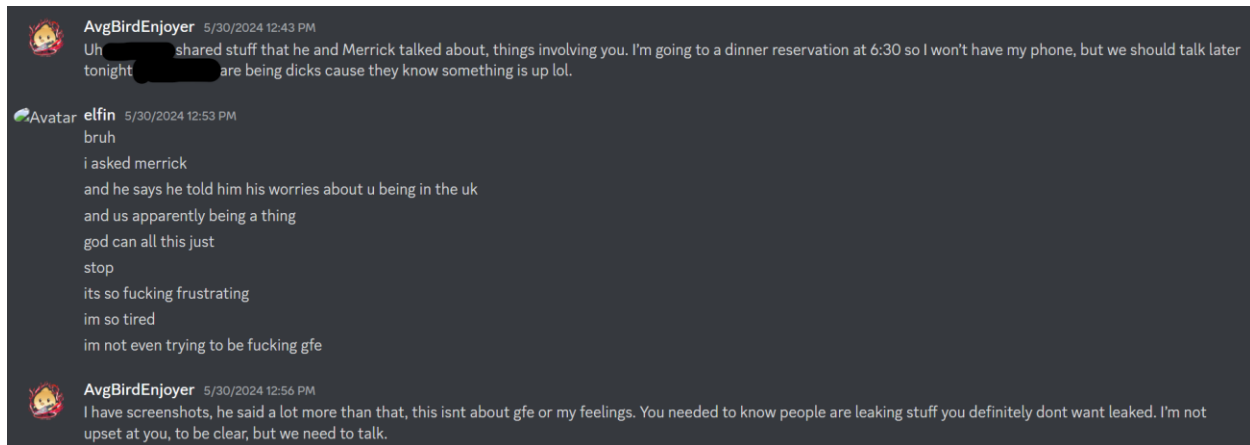 AvgBirdEnjoyer 5/30/2024 12:43 PM
Uh shared stuff that he and Merrick talked about, things involving you. I'm going to a dinner reservation at 6:30 so I won't have my phone, but we should talk later
tonight are being dicks cause they know something is up lol.
Avatar elfin 5/30/2024 12:53 PM
bruh
i asked merrick
and he says he told him his worries about u being in the uk
and us apparently being a thing
god can all this just
stop
its so fucking frustrating
im so tired
im not even trying to be fucking gfe
AvgBirdEnjoyer 5/30/2024 12:56 PM
I have screenshots, he said a lot more than that, this isnt about gfe or my feelings. You needed to know people are leaking stuff you definitely dont want leaked. I'm not
upset at you, to be clear, but we need to talk.